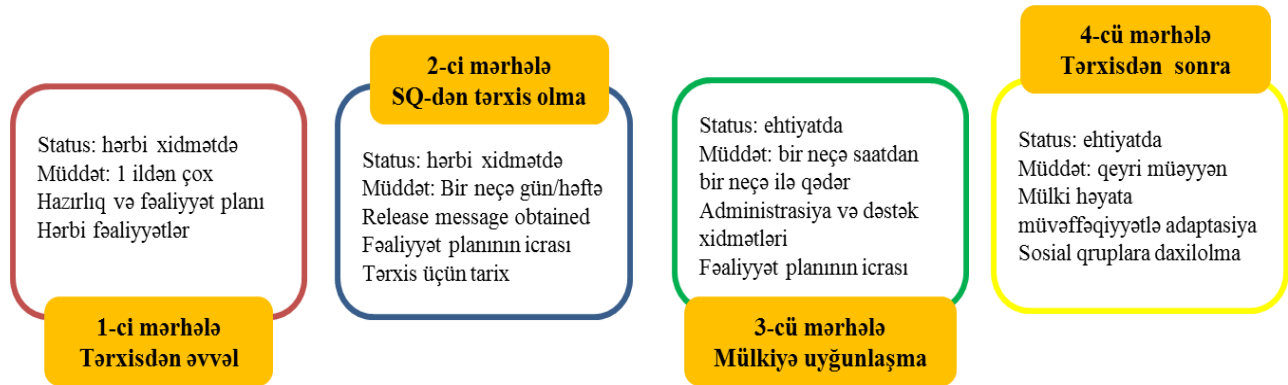 Status: hərbi xidmətdə
Müddət: 1 ildən çox
Hazırlıq və fəaliyyət planı
Hərbi fəaliyyətlər
1-ci mərhələ
Tərxisdən əvvəl
2-ci mərhələ
SQ-dən tərxis olma
Status: hərbi xidmətdə
Müddət: Bir neçə gün/həftə
Release message obtained
Fəaliyyət planının icrası
Tərxis üçün tarix
Status: ehtiyatda
Müddət: bir neçə saatdan
bir neçə ilə qədər
Administrasiya və dəstək
xidmətləri
Fəaliyyət planının icrası
3-cü mərhələ
Mülkiyə uyğunlaşma
4-cü mərhələ
Tərxisdən sonra
Status: ehtiyatda
Müddət: qeyri müəyyən
Mülki həyata
müvəffəqiyyətlə adaptasiya
Sosial qruplara daxilolma